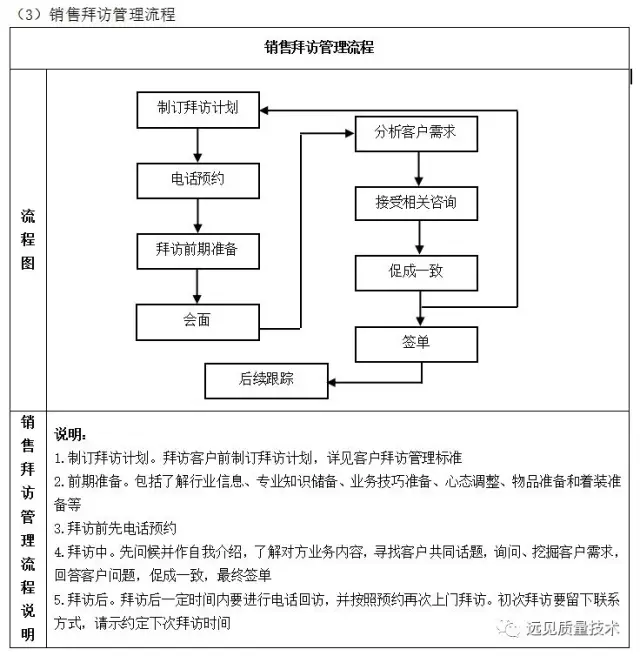 （3）销售拜访管理流程
销售拜访管理流程
流程图
制订拜访计划
电话预约
拜访前期准备
会面
分析客户需求
接受相关咨询
促成一致
签单
后续跟踪
销售拜访管理流程说明
说明：
1.制订拜访计划。拜访客户前制订拜访计划，详见客户拜访管理标准
2.前期准备。包括了解行业信息、专业知识储备、业务技巧准备、心态调整、物品准备和着装准
备等
3.拜访前先电话预约
4.拜访中。先问候并作自我介绍，了解对方业务内容，寻找客户共同话题，询问、挖掘客户需求，
回答客户问题，促成一致，最终签单
5.拜访后。拜访后一定时间内要进行电话回访，并按照预约再次上门拜访。初次拜访要留下联系
方式，请示约定下次拜访时间
远见质量技术